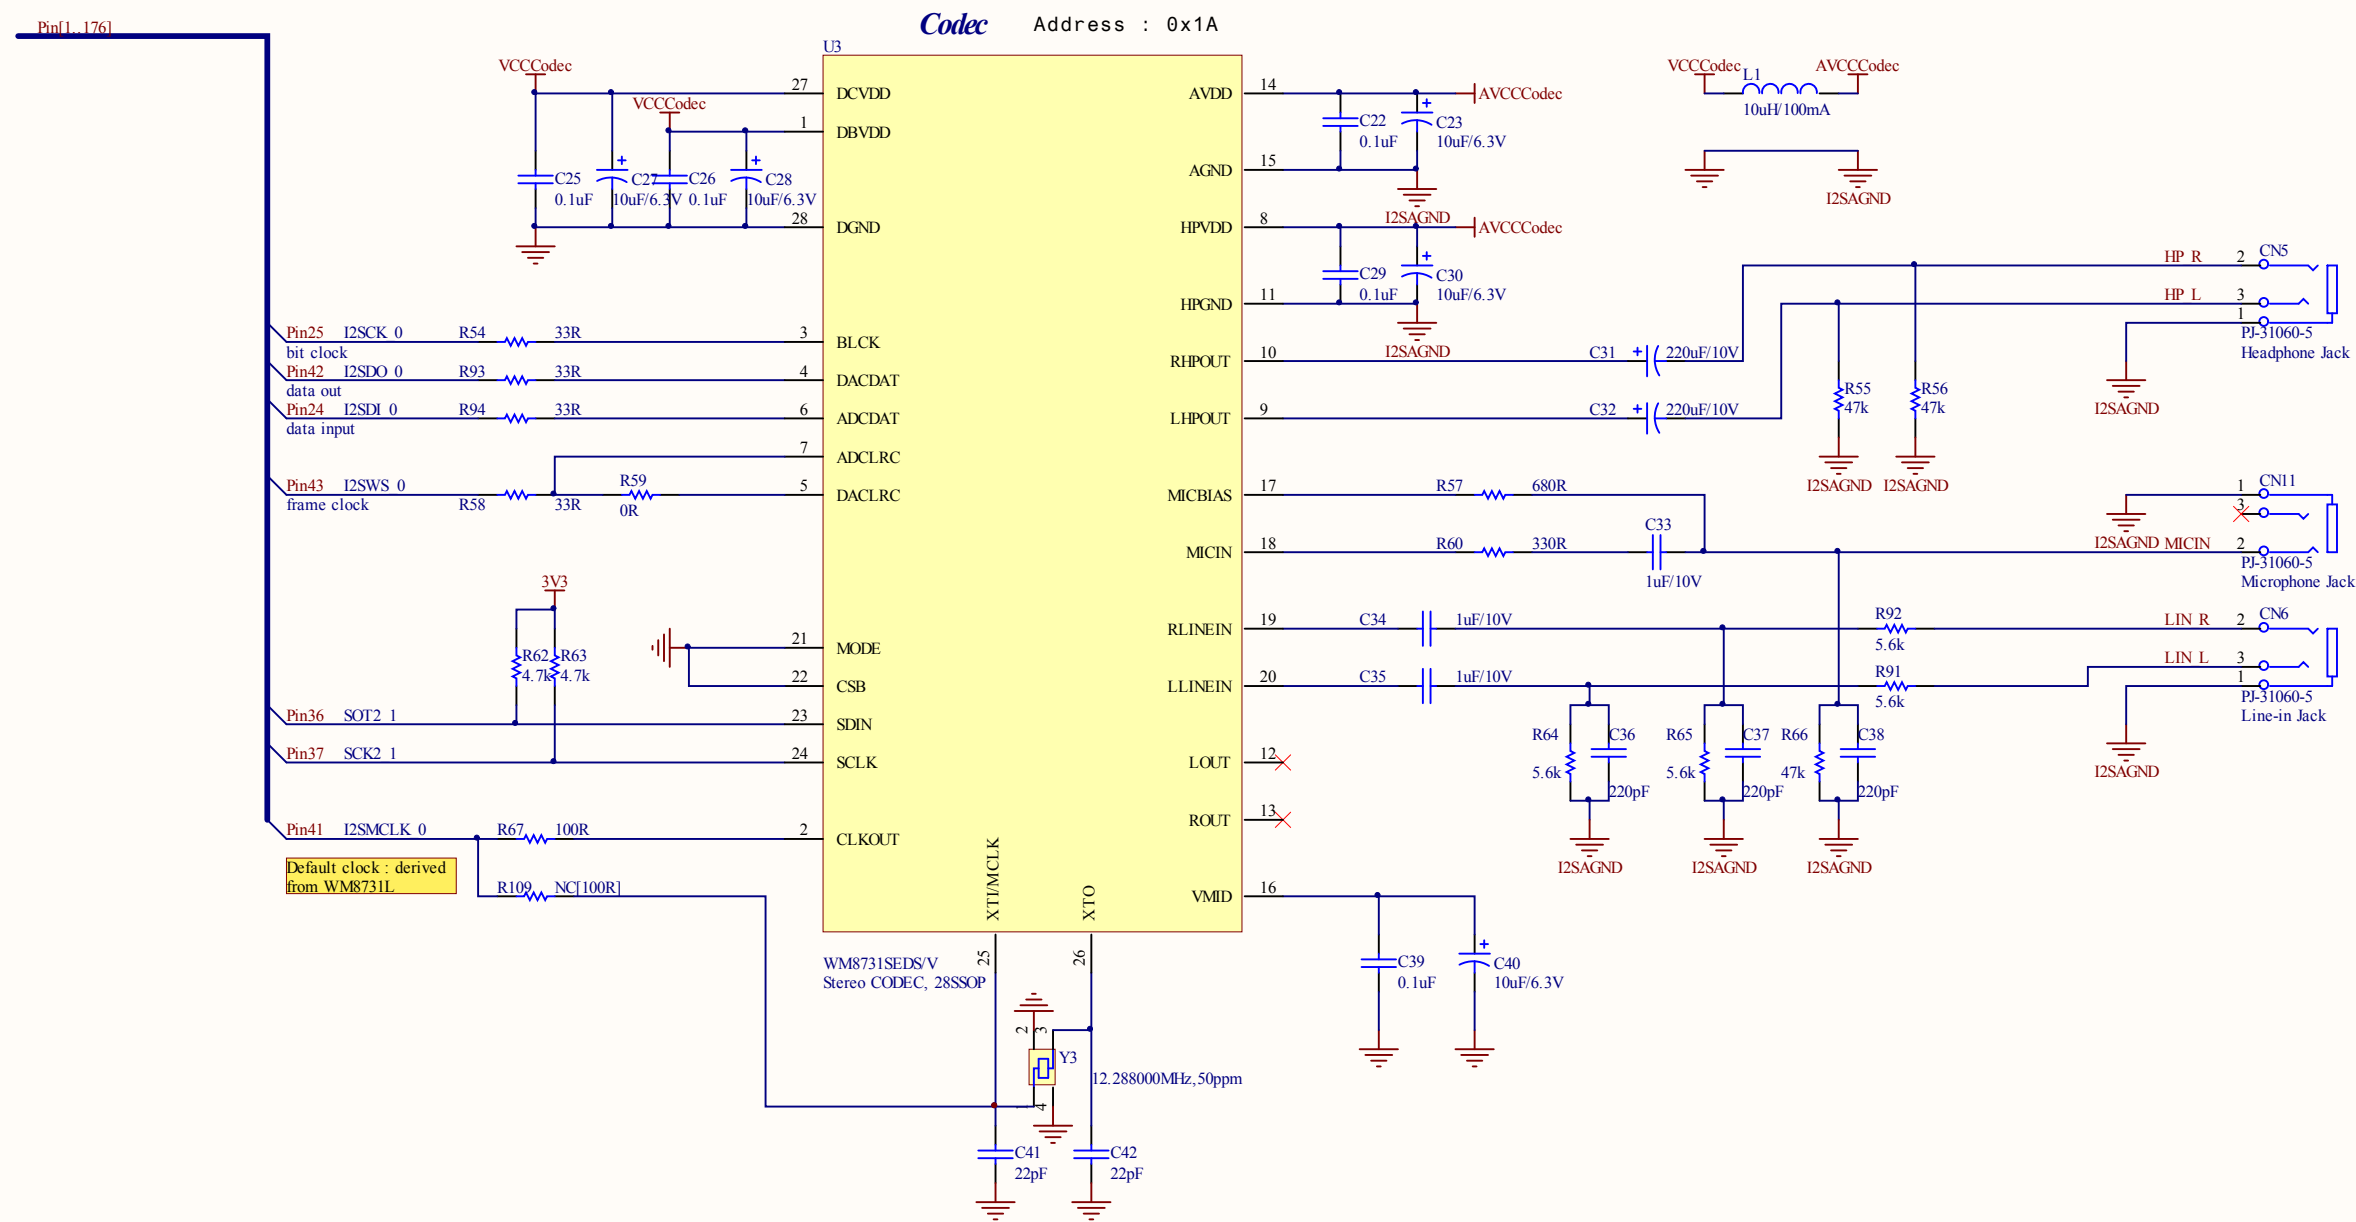 Codec Address : 0x1A
Pin[1..176]
U3
VCCCodec
VCCCodec
27 DCVDD
1 DBVDD
28 DGND
C25
0.1uF
C27
10uF/6.3V
C26
0.1uF
C28
10uF/6.3V
Pin25 I2SCK_0 R54 33R 3 BLCK
bit clock
Pin42 I2SDO_0 R93 33R 4 DACDAT
data out
Pin24 I2SDI_0 R94 33R 6 ADCDAT
data input
7 ADCLRC
Pin43 I2SWS_0 R58 33R R59 0R 5 DACLRC
frame clock
3V3
R62
4.7k
R63
4.7k
21 MODE
22 CSB
Pin36 SOT2_1 23 SDIN
Pin37 SCK2_1 24 SCLK
Pin41 I2SMCLK_0 R67 100R 2 CLKOUT
Default clock : derived
from WM8731L
R109 NC[100R]
XTI/MCLK
XTO
25
26
WM8731SEDS/V
Stereo CODEC, 28SSOP
2
3
Y3
12.288000MHz,50ppm
1
4
C41
22pF
C42
22pF
AVDD 14 AVCCCodec
C22
0.1uF
C23
10uF/6.3V
AGND 15
I2SAGND
HPVDD 8 AVCCCodec
C29
0.1uF
C30
10uF/6.3V
HPGND 11
I2SAGND
RHPOUT 10 C31 220uF/10V
LHPOUT 9 C32 220uF/10V
MICBIAS 17 R57 680R
MICIN 18 R60 330R C33
1uF/10V
RLINEIN 19 C34 1uF/10V
LLINEIN 20 C35 1uF/10V
LOUT 12
ROUT 13
VMID 16
C39
0.1uF
C40
10uF/6.3V
VCCCodec L1 AVCCCodec
10uH/100mA
I2SAGND
HP_R 2 CN5
HP_L 3
1
PJ-31060-5
Headphone Jack
I2SAGND
R55
47k
R56
47k
I2SAGND I2SAGND
1 CN11
3
I2SAGND MICIN 2
PJ-31060-5
Microphone Jack
R92
5.6k
LIN_R 2 CN6
R91
5.6k
LIN_L 3
1
PJ-31060-5
Line-in Jack
I2SAGND
R64
5.6k
C36
220pF
R65
5.6k
C37
220pF
R66
47k
C38
220pF
I2SAGND
I2SAGND
I2SAGND